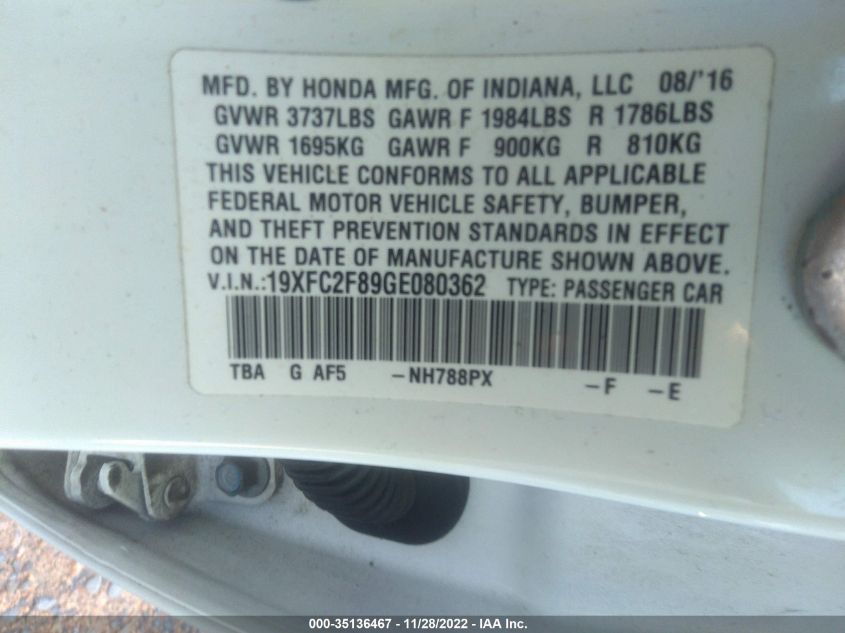 MFD. BY HONDA MFG. OF INDIANA, LLC 08/'16
GVWR 3737LBS GAWR F 1984LBS R 1786LBS
GVWR 1695KG GAWR F 900KG R 810KG
THIS VEHICLE CONFORMS TO ALL APPLICABLE
FEDERAL MOTOR VEHICLE SAFETY, BUMPER,
AND THEFT PREVENTION STANDARDS IN EFFECT
ON THE DATE OF MANUFACTURE SHOWN ABOVE.
V.I.N.:19XFC2F89GE080362 TYPE: PASSENGER CAR
TBA G AF5 -NH788PX -F -E
000-35136467 - 11/28/2022 - IAA Inc.